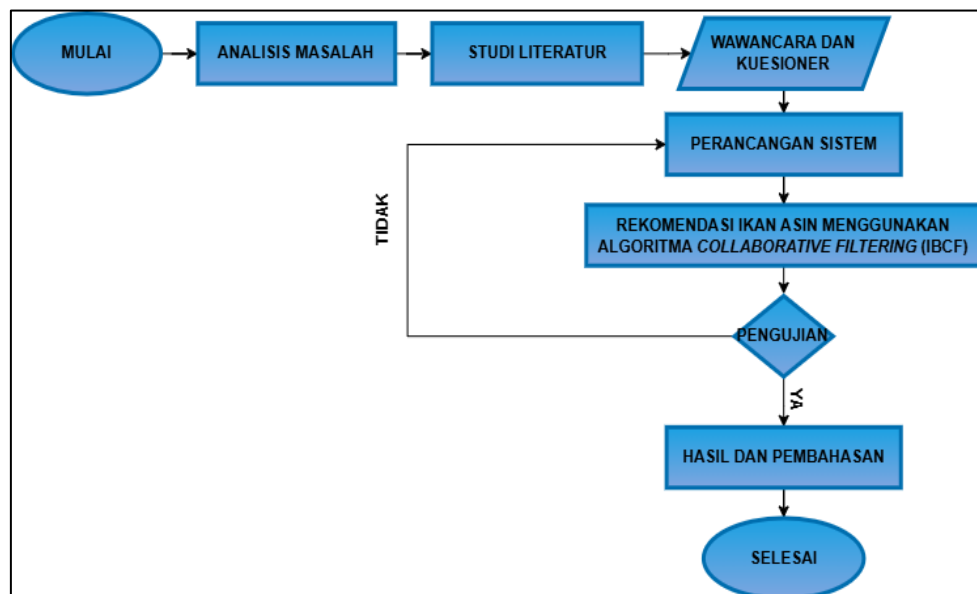 MULAI
ANALISIS MASALAH
STUDI LITERATUR
WAWANCARA DAN
KUESIONER
PERANCANGAN SISTEM
TIDAK
REKOMENDASI IKAN ASIN MENGGUNAKAN
ALGORITMA COLLABORATIVE FILTERING (IBCF)
PENGUJIAN
YA
HASIL DAN PEMBAHASAN
SELESAI